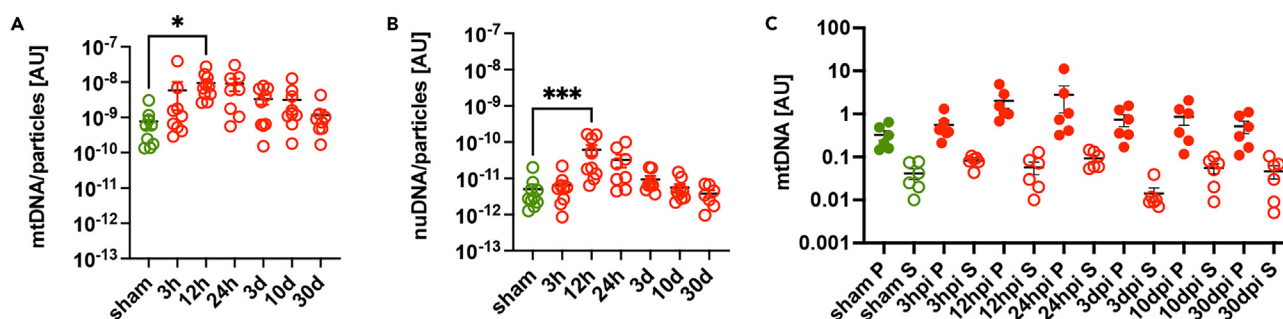 A
mtDNA/particles [AU]
10⁻⁷
10⁻⁸
10⁻⁹
10⁻¹⁰
10⁻¹¹
10⁻¹²
10⁻¹³
*
sham
3h
12h
24h
3d
10d
30d
B
nuDNA/particles [AU]
10⁻⁷
10⁻⁸
10⁻⁹
10⁻¹⁰
10⁻¹¹
10⁻¹²
10⁻¹³
***
sham
3h
12h
24h
3d
10d
30d
C
mtDNA [AU]
100
10
1
0.1
0.01
0.001
sham P
sham S
3hpi P
3hpi S
12hpi P
12hpi S
24hpi P
24hpi S
3dpi P
3dpi S
10dpi P
10dpi S
30dpi P
30dpi S